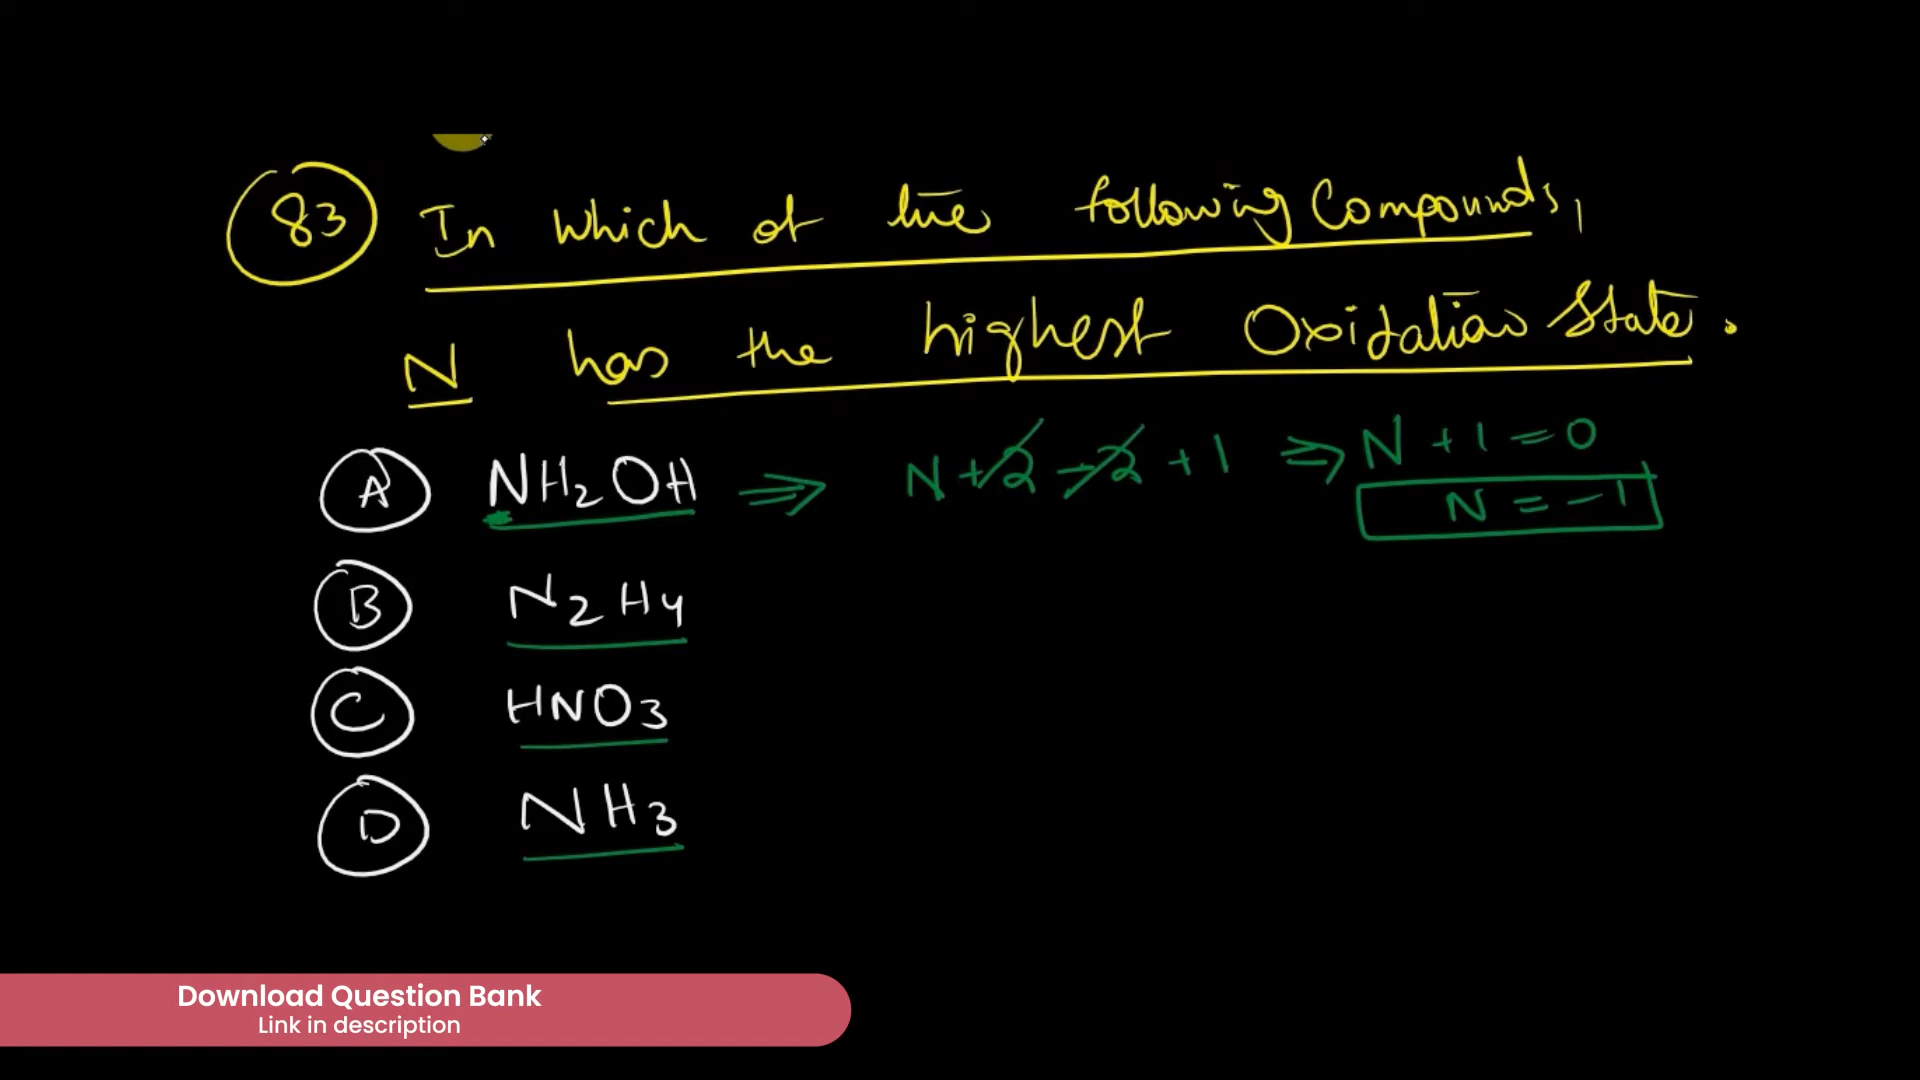 83 In which of the following Compounds,
N has the highest Oxidation State.
A NH2OH ⇒ N+2-2+1 ⇒ N+1=0
N = -1
B N2H4
C HNO3
D NH3
Download Question Bank
Link in description